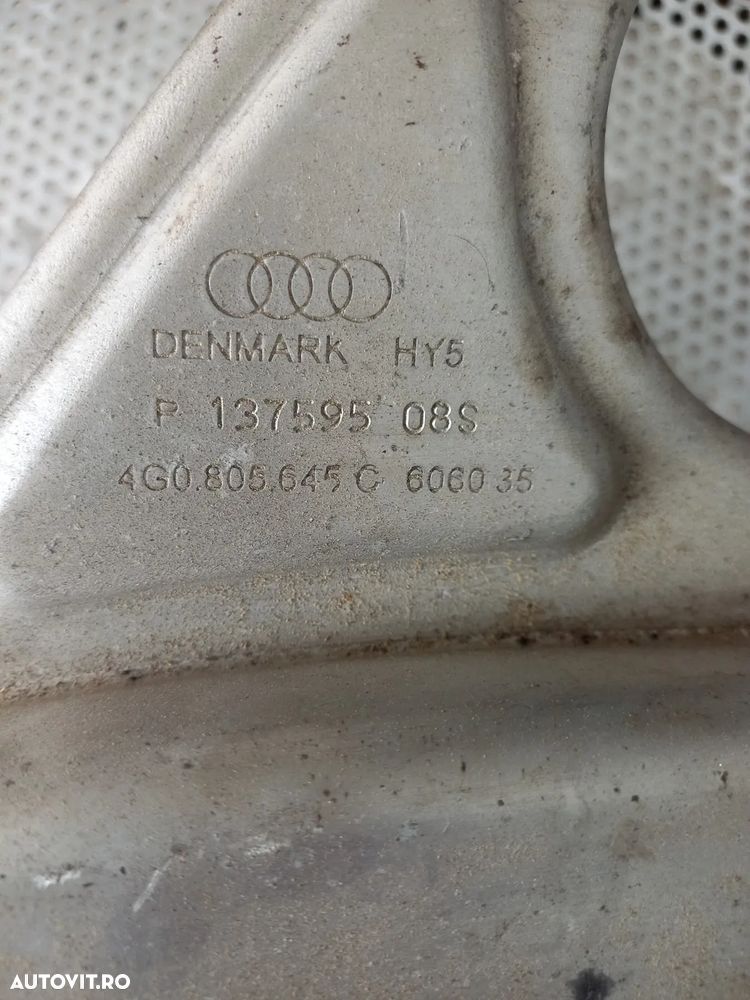 DENMARK HY5
P 137595 08S
4G0.805.645.C 6060 35
AUTOVIT.RO